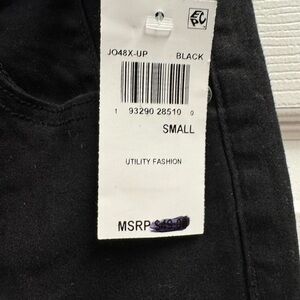 JO48X-UP BLACK
1 93290 28510 0
SMALL
UTILITY FASHION
MSRP